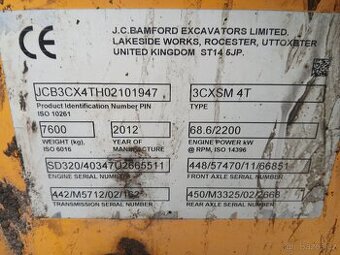 CE
J.C.BAMFORD EXCAVATORS LIMITED.
LAKESIDE WORKS, ROCESTER, UTTOXETER
UNITED KINGDOM ST14 5JP.
JCB3CX4TH02101947 3CXSM 4T
Product Identification Number PIN
ISO 10261
7600 2012 68.6/2200
WEIGHT kg. YEAR OF ENGINE POWER kW
ISO 6016 MANUFACTURE @ RPM, ISO 14396
SD320/40347U2665511 448/57470/11/66851
ENGINE SERIAL NUMBER FRONT AXLE SERIAL NUMBER
442/M5712/02/162 450/M3325/02/2668
TRANSMISSION SERIAL NUMBER AXLE SERIAL NUMBER